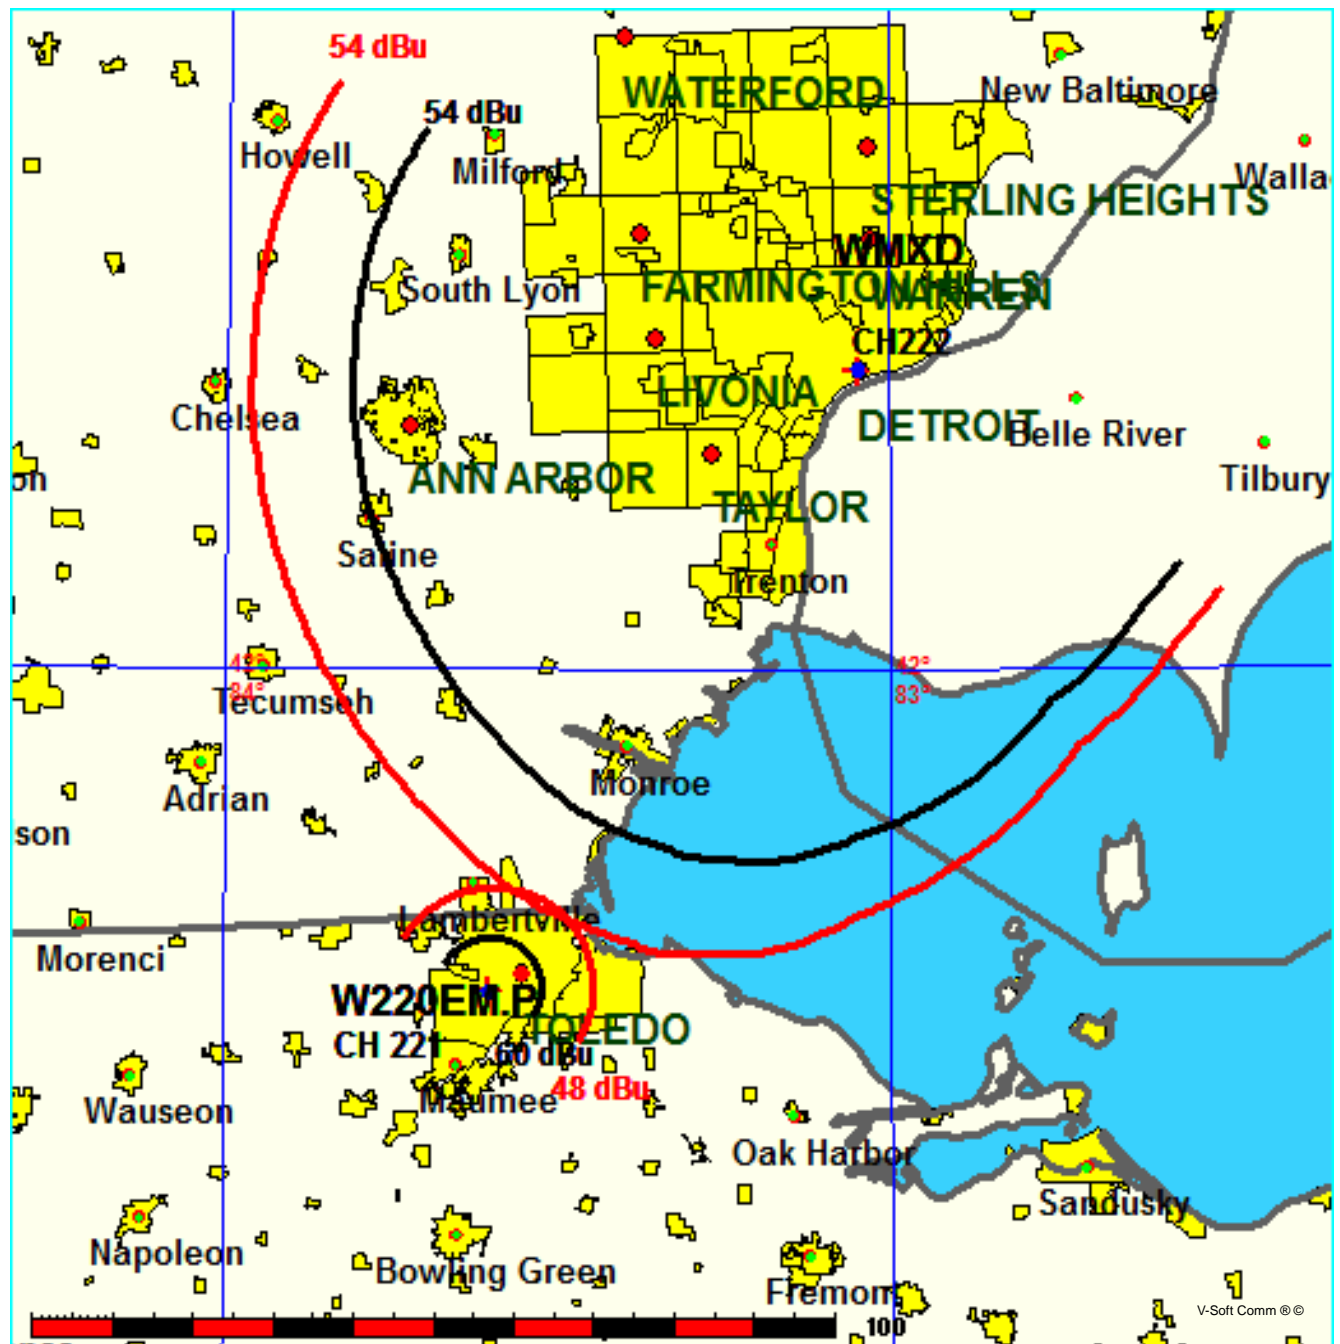 54 dBu
54 dBu
WATERFORD
New Baltimore
Howell
Milford
Walla
STERLING HEIGHTS
WMXD
South Lyon
FARMINGTON HILLS
WARREN
CH222
LIVONIA
Chelsea
DETROIT
Belle River
ANN ARBOR
Tilbury
on
TAYLOR
Saline
Trenton
42°
84°
42°
83°
Tecumseh
Monroe
Adrian
son
Lambertville
Morenci
W220EM.P
TOLEDO
CH 221
60 dBu
48 dBu
Maumee
Wauseon
Oak Harbor
Sandusky
Napoleon
Bowling Green
Fremont
V-Soft Comm ® ©
100